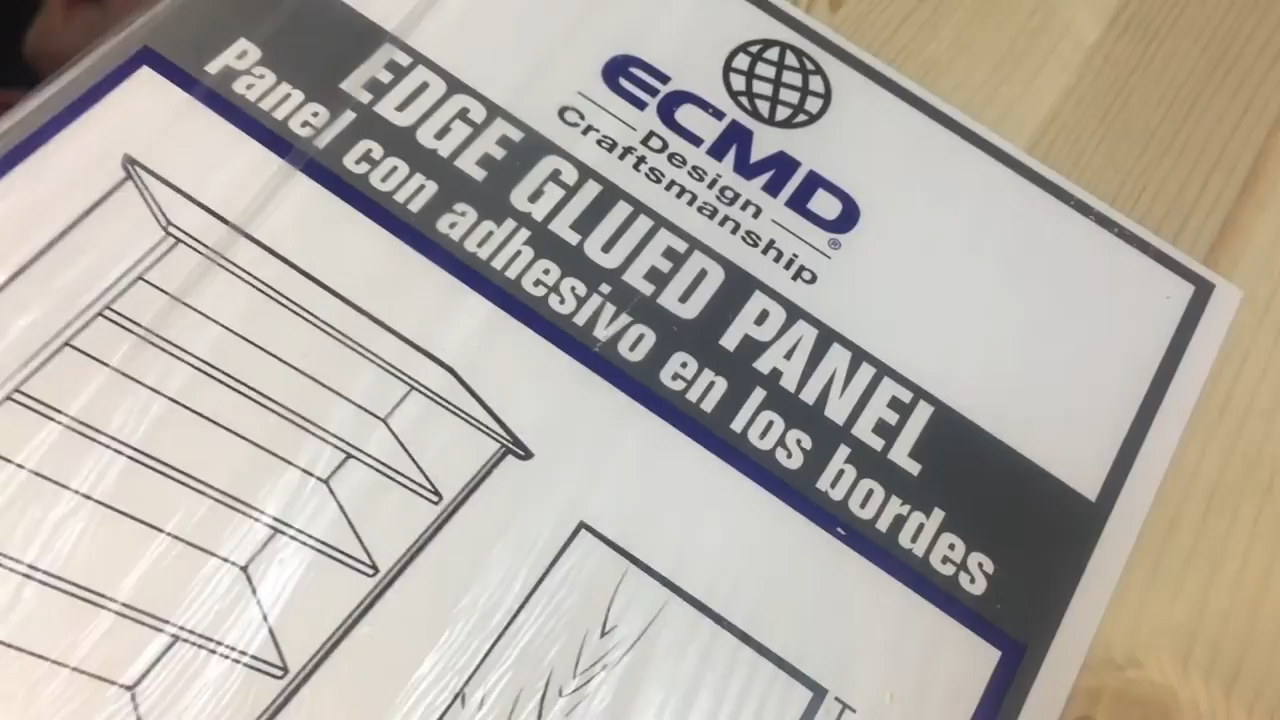 ECMD®
Design
Craftsmanship
EDGE GLUED PANEL
Panel con adhesivo en los bordes
T